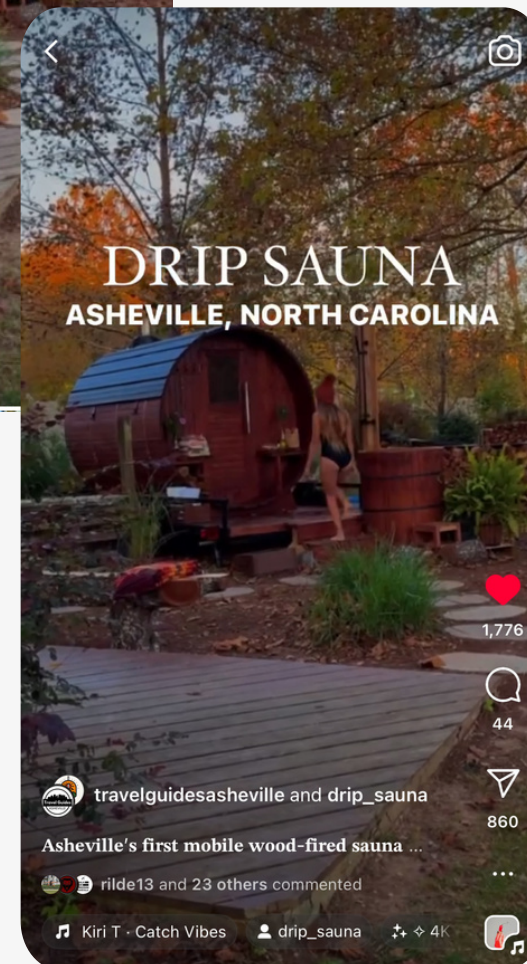 DRIP SAUNA
ASHEVILLE, NORTH CAROLINA
1,776
44
860
travelguidesasheville and drip_sauna
Asheville's first mobile wood-fired sauna ...
rilde13 and 23 others commented
Kiri T · Catch Vibes drip_sauna 4K